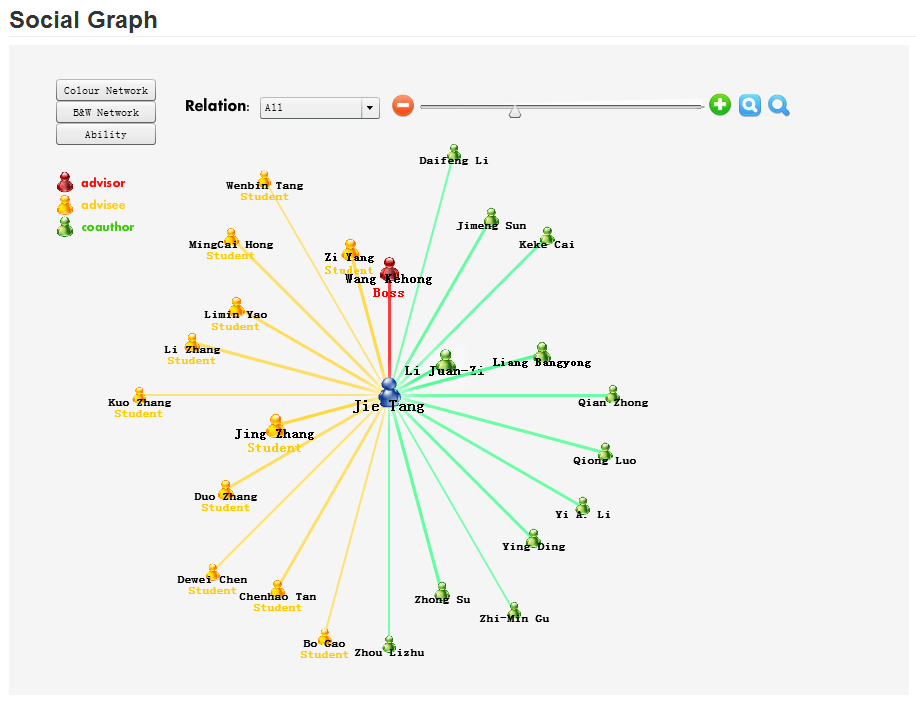 Social Graph
Colour Network
B&W Network
Ability
Relation:
All
advisor
advisee
coauthor
Daifeng Li
Wenbin Tang
Student
Jimeng Sun
MingCai Hong
Student
Keke Cai
Zi Yang
Student
Wang Kehong
Boss
Limin Yao
Student
Li Zhang
Student
Li Juan-Zi
Liang Bangyong
Kuo Zhang
Student
Jie Tang
Qian Zhong
Jing Zhang
Student
Qiong Luo
Duo Zhang
Student
Yi A. Li
Ying-Ding
Dewei Chen
Student
Chenhao Tan
Student
Zhong Su
Zhi-Min Gu
Bo Gao
Student
Zhou Lizhu